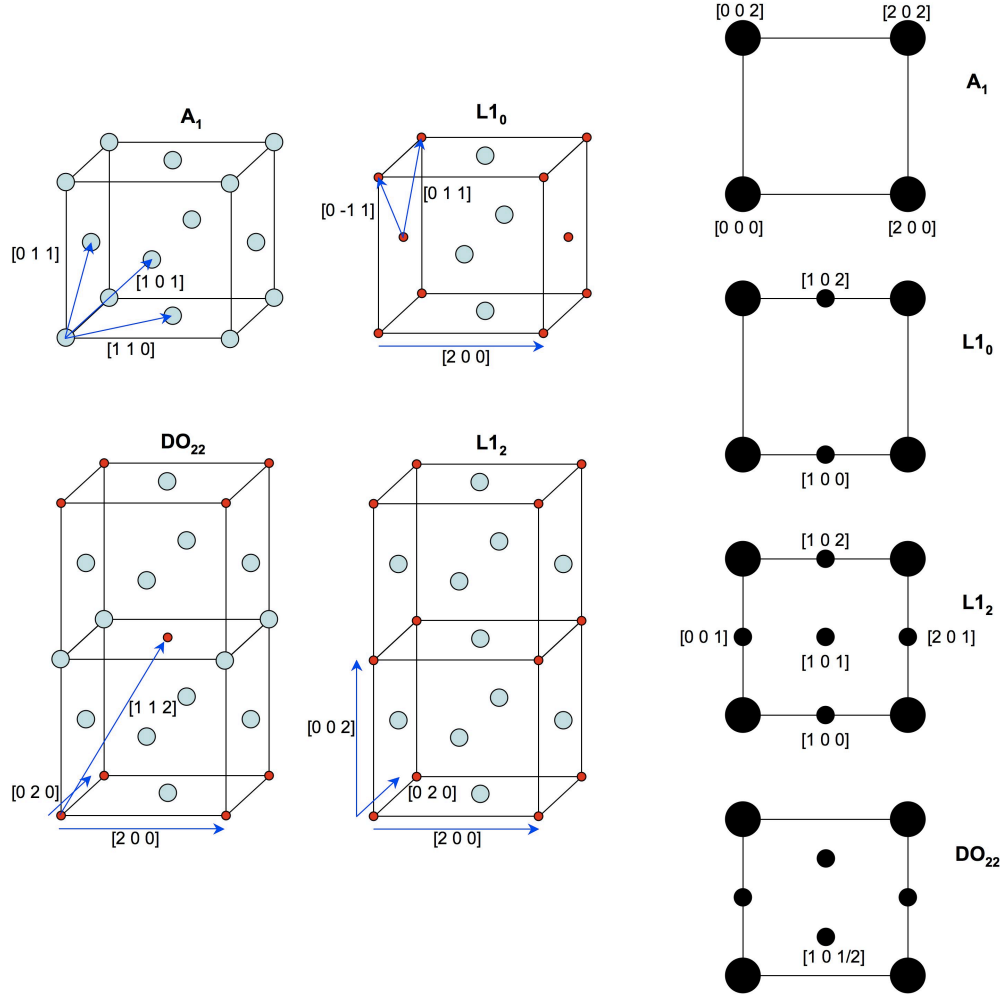 A1
[0 1 1]
[1 0 1]
[1 1 0]
L10
[0 -1 1]
[0 1 1]
[2 0 0]
DO22
[1 1 2]
[0 2 0]
[2 0 0]
L12
[0 0 2]
[0 2 0]
[2 0 0]
[0 0 2]
[2 0 2]
A1
[0 0 0]
[2 0 0]
[1 0 2]
L10
[1 0 0]
[1 0 2]
L12
[0 0 1]
[2 0 1]
[1 0 1]
[1 0 0]
DO22
[1 0 1/2]